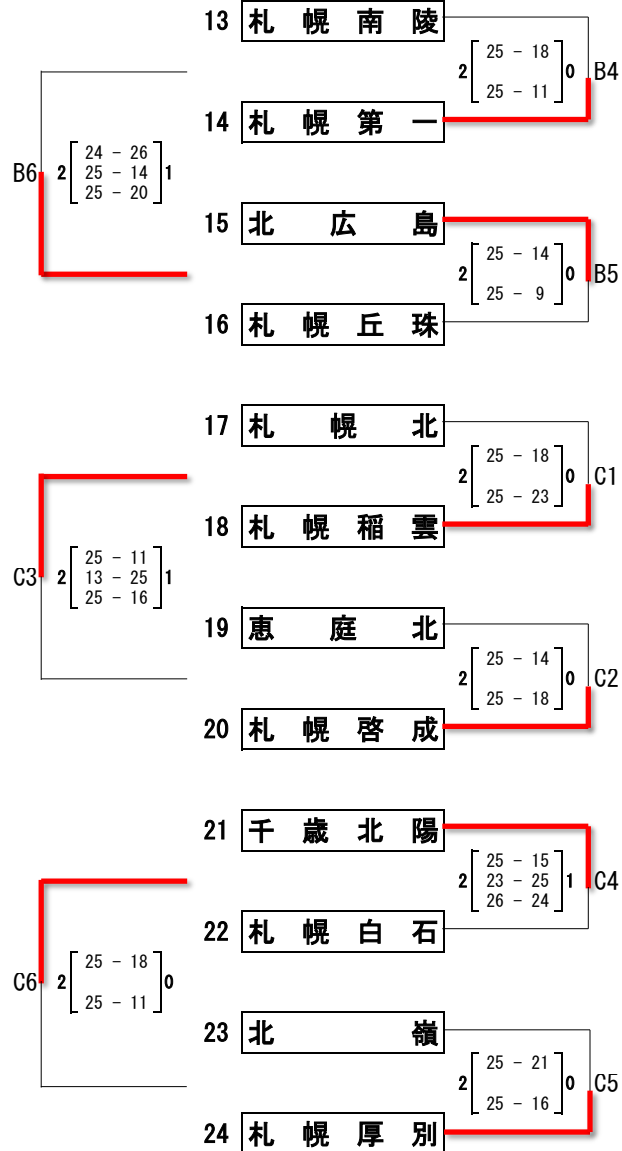 13 札幌南陵
25 - 18
2 0 B4
25 - 11
14 札幌第一
24 - 26
B6 2 25 - 14 1
25 - 20
15 北広島
25 - 14
2 0 B5
25 - 9
16 札幌丘珠
17 札幌北
25 - 18
2 0 C1
25 - 23
18 札幌稲雲
25 - 11
C3 2 13 - 25 1
25 - 16
19 恵庭北
25 - 14
2 0 C2
25 - 18
20 札幌啓成
21 千歳北陽
25 - 15
2 23 - 25 1 C4
26 - 24
22 札幌白石
25 - 18
C6 2 0
25 - 11
23 北嶺
25 - 21
2 0 C5
25 - 16
24 札幌厚別